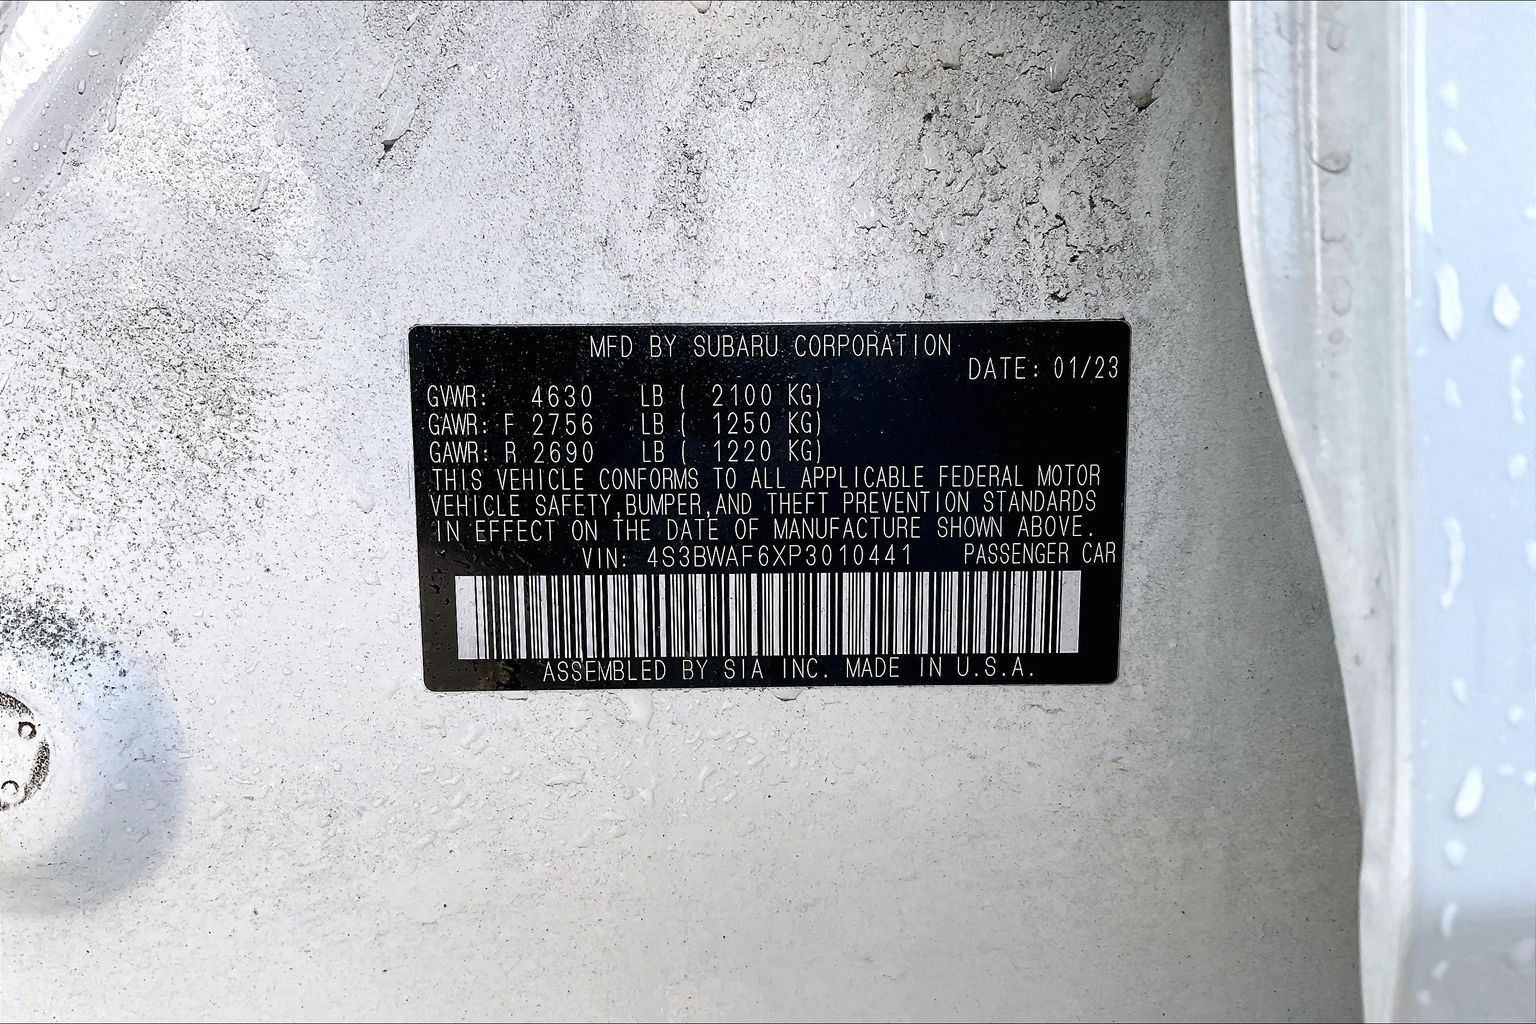 MFD BY SUBARU CORPORATION
DATE: 01/23
GVWR: 4630 LB ( 2100 KG)
GAWR: F 2756 LB ( 1250 KG)
GAWR: R 2690 LB ( 1220 KG)
THIS VEHICLE CONFORMS TO ALL APPLICABLE FEDERAL MOTOR
VEHICLE SAFETY,BUMPER,AND THEFT PREVENTION STANDARDS
IN EFFECT ON THE DATE OF MANUFACTURE SHOWN ABOVE.
VIN: 4S3BWAF6XP3010441 PASSENGER CAR
ASSEMBLED BY SIA INC. MADE IN U.S.A.